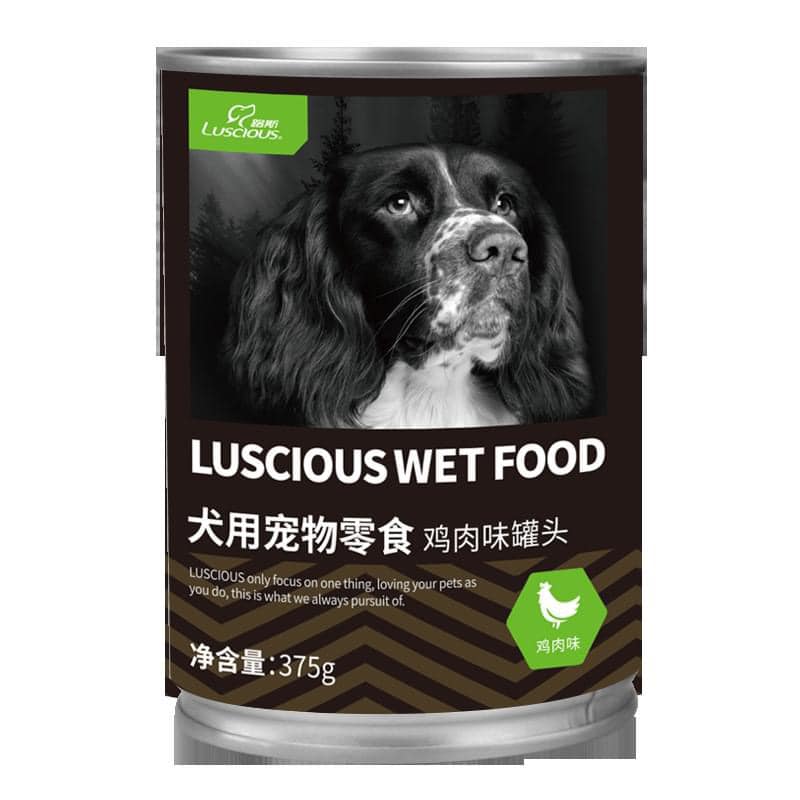 路斯
LUSCIOUS®
LUSCIOUS WET FOOD
犬用宠物零食 鸡肉味罐头
LUSCIOUS only focus on one thing, loving your pets as
you do, this is what we always pursuit of.
鸡肉味
净含量:375g